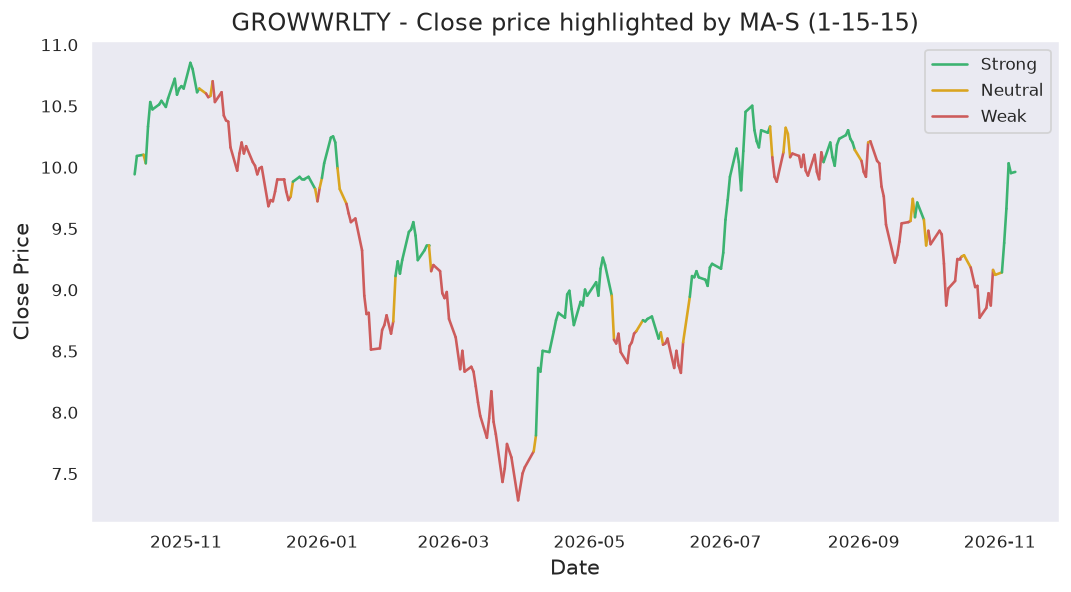 GROWWRLTY - Close price highlighted by MA-S (1-15-15)
Strong
Neutral
Weak
Close Price
11.0
10.5
10.0
9.5
9.0
8.5
8.0
7.5
2025-11
2026-01
2026-03
2026-05
2026-07
2026-09
2026-11
Date